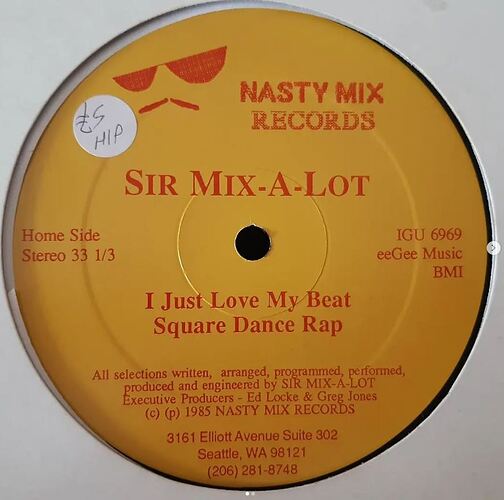 NASTY MIX
RECORDS
£5
HIP
SIR MIX-A-LOT
Home Side
Stereo 33 1/3
IGU 6969
eeGee Music
BMI
I Just Love My Beat
Square Dance Rap
All selections written, arranged, programmed, performed,
produced and engineered by SIR MIX-A-LOT
Executive Producers - Ed Locke & Greg Jones
(c) (p) 1985 NASTY MIX RECORDS
3161 Elliott Avenue Suite 302
Seattle, WA 98121
(206) 281-8748